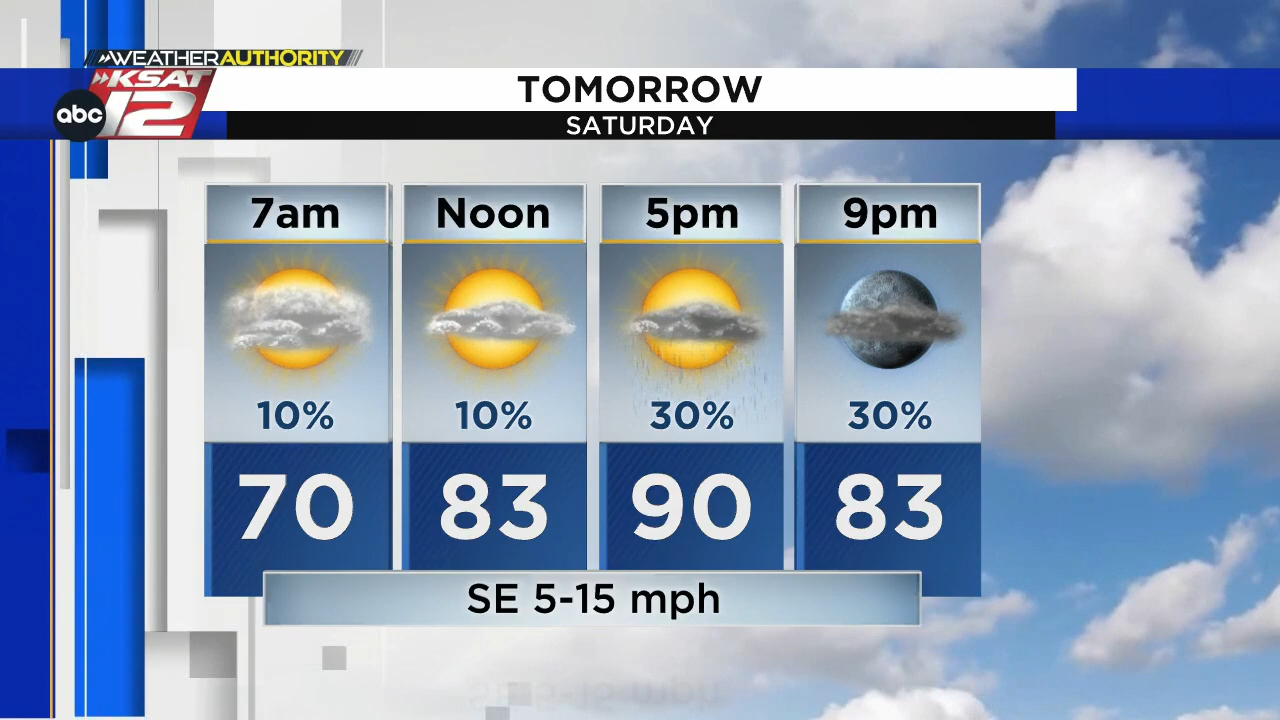 WEATHER AUTHORITY
KSAT
abc 12
TOMORROW
SATURDAY
7am Noon 5pm 9pm
10% 10% 30% 30%
70 83 90 83
SE 5-15 mph